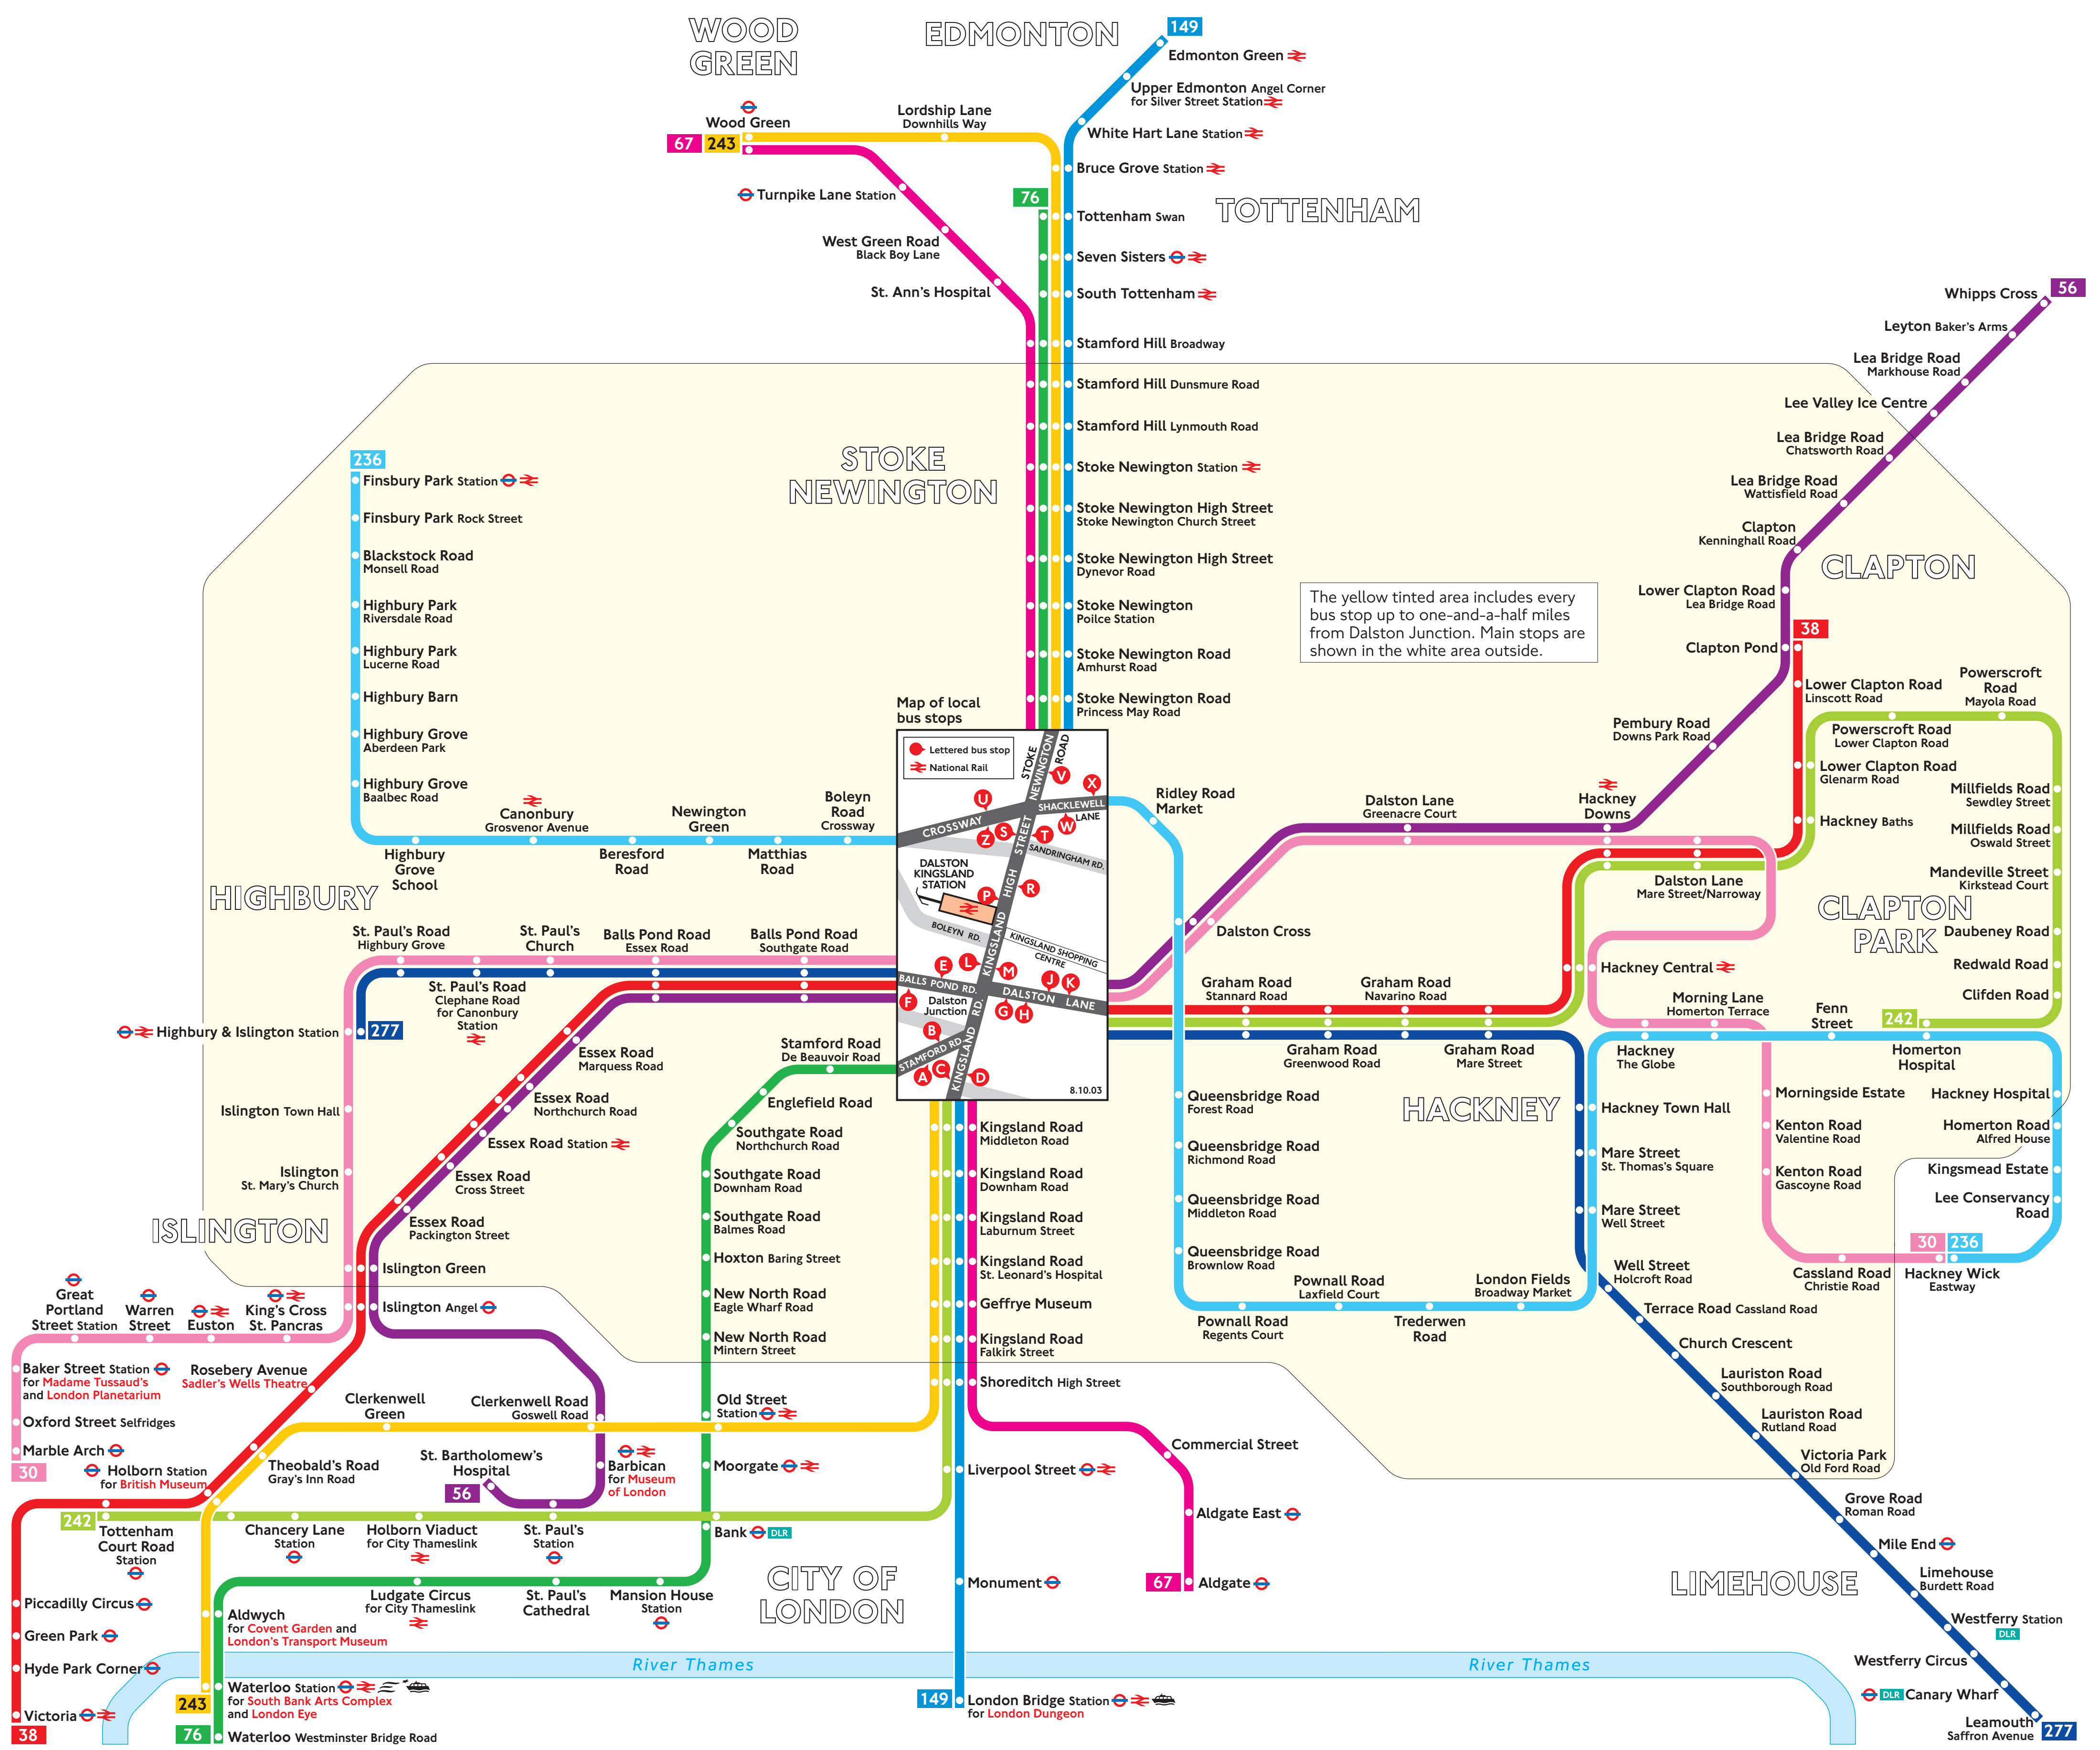 WOOD
GREEN
EDMONTON
149
Edmonton Green
Upper Edmonton Angel Corner
for Silver Street Station
White Hart Lane Station
Bruce Grove Station
Wood Green
67
243
Lordship Lane
Downhills Way
Turnpike Lane Station
West Green Road
Black Boy Lane
St. Ann's Hospital
76
TOTTENHAM
Tottenham Swan
Seven Sisters
South Tottenham
Stamford Hill Broadway
Stamford Hill Dunsmure Road
Stamford Hill Lynmouth Road
Stoke Newington Station
Stoke Newington High Street
Stoke Newington Church Street
Stoke Newington High Street
Dynevor Road
Stoke Newington
Poilce Station
Stoke Newington Road
Amhurst Road
Stoke Newington Road
Princess May Road
STOKE
NEWINGTON
56
Whipps Cross
Leyton Baker's Arms
Lea Bridge Road
Markhouse Road
Lee Valley Ice Centre
Lea Bridge Road
Chatsworth Road
Lea Bridge Road
Wattisfield Road
Clapton
Kenninghall Road
CLAPTON
Lower Clapton Road
Lea Bridge Road
38
Clapton Pond
The yellow tinted area includes every
bus stop up to one-and-a-half miles
from Dalston Junction. Main stops are
shown in the white area outside.
236
Finsbury Park Station
Finsbury Park Rock Street
Blackstock Road
Monsell Road
Highbury Park
Riversdale Road
Highbury Park
Lucerne Road
Highbury Barn
Highbury Grove
Aberdeen Park
Highbury Grove
Baalbec Road
Highbury
Grove
School
Canonbury
Grosvenor Avenue
Beresford
Road
Newington
Green
Matthias
Road
Boleyn
Road
Crossway
HIGHBURY
Map of local
bus stops
Lettered bus stop
National Rail
STOKE
NEWINGTON
ROAD
V
X
U
SHACKLEWELL
LANE
CROSSWAY
W
Z
S
T
SANDRINGHAM RD.
DALSTON
KINGSLAND
STATION
KINGSLAND HIGH STREET
P
R
BOLEYN RD.
KINGSLAND SHOPPING
CENTRE
E
L
M
J
K
BALLS POND RD.
DALSTON LANE
F
Dalston
Junction
G
H
B
STAMFORD RD.
KINGSLAND RD.
A
C
D
8.10.03
Ridley Road
Market
Dalston Lane
Greenacre Court
Hackney
Downs
Pembury Road
Downs Park Road
Lower Clapton Road
Linscott Road
Powerscroft
Road
Mayola Road
Powerscroft Road
Lower Clapton Road
Lower Clapton Road
Glenarm Road
Hackney Baths
Dalston Lane
Mare Street/Narroway
Millfields Road
Sewdley Street
Millfields Road
Oswald Street
Mandeville Street
Kirkstead Court
CLAPTON
PARK
Daubeney Road
Redwald Road
Clifden Road
242
Dalston Cross
Hackney Central
Graham Road
Stannard Road
Graham Road
Navarino Road
Graham Road
Greenwood Road
Graham Road
Mare Street
Morning Lane
Homerton Terrace
Fenn
Street
Hackney
The Globe
Homerton
Hospital
HACKNEY
Hackney Town Hall
Mare Street
St. Thomas's Square
Mare Street
Well Street
Morningside Estate
Kenton Road
Valentine Road
Kenton Road
Gascoyne Road
Hackney Hospital
Homerton Road
Alfred House
Kingsmead Estate
Lee Conservancy
Road
30
236
Cassland Road
Christie Road
Hackney Wick
Eastway
St. Paul's Road
Highbury Grove
St. Paul's
Church
Balls Pond Road
Essex Road
Balls Pond Road
Southgate Road
St. Paul's Road
Clephane Road
for Canonbury
Station
Highbury & Islington Station
277
Islington Town Hall
Islington
St. Mary's Church
ISLINGTON
Essex Road
Marquess Road
Essex Road
Northchurch Road
Essex Road Station
Essex Road
Cross Street
Essex Road
Packington Street
Islington Green
Islington Angel
Stamford Road
De Beauvoir Road
Englefield Road
Southgate Road
Northchurch Road
Southgate Road
Downham Road
Southgate Road
Balmes Road
Hoxton Baring Street
New North Road
Eagle Wharf Road
New North Road
Mintern Street
Old Street
Station
Moorgate
Bank DLR
Kingsland Road
Middleton Road
Kingsland Road
Downham Road
Kingsland Road
Laburnum Street
Kingsland Road
St. Leonard's Hospital
Geffrye Museum
Kingsland Road
Falkirk Street
Shoreditch High Street
Liverpool Street
Monument
149
London Bridge Station
for London Dungeon
Commercial Street
Aldgate East
67
Aldgate
Queensbridge Road
Forest Road
Queensbridge Road
Richmond Road
Queensbridge Road
Middleton Road
Queensbridge Road
Brownlow Road
Pownall Road
Regents Court
Pownall Road
Laxfield Court
Trederwen
Road
London Fields
Broadway Market
Well Street
Holcroft Road
Terrace Road Cassland Road
Church Crescent
Lauriston Road
Southborough Road
Lauriston Road
Rutland Road
Victoria Park
Old Ford Road
Grove Road
Roman Road
Mile End
LIMEHOUSE
Limehouse
Burdett Road
Westferry Station
DLR
Westferry Circus
DLR Canary Wharf
Leamouth
Saffron Avenue
277
Great
Portland
Street Station
Warren
Street
Euston
King's Cross
St. Pancras
Baker Street Station
for Madame Tussaud's
and London Planetarium
Oxford Street Selfridges
Marble Arch
30
Rosebery Avenue
Sadler's Wells Theatre
Clerkenwell
Green
Clerkenwell Road
Goswell Road
Theobald's Road
Gray's Inn Road
Holborn Station
for British Museum
St. Bartholomew's
Hospital
56
Barbican
for Museum
of London
242
Tottenham
Court Road
Station
Chancery Lane
Station
Holborn Viaduct
for City Thameslink
St. Paul's
Station
Ludgate Circus
for City Thameslink
St. Paul's
Cathedral
Mansion House
Station
CITY OF
LONDON
Piccadilly Circus
Green Park
Hyde Park Corner
Victoria
38
Aldwych
for Covent Garden and
London's Transport Museum
River Thames
River Thames
243
Waterloo Station
for South Bank Arts Complex
and London Eye
76
Waterloo Westminster Bridge Road